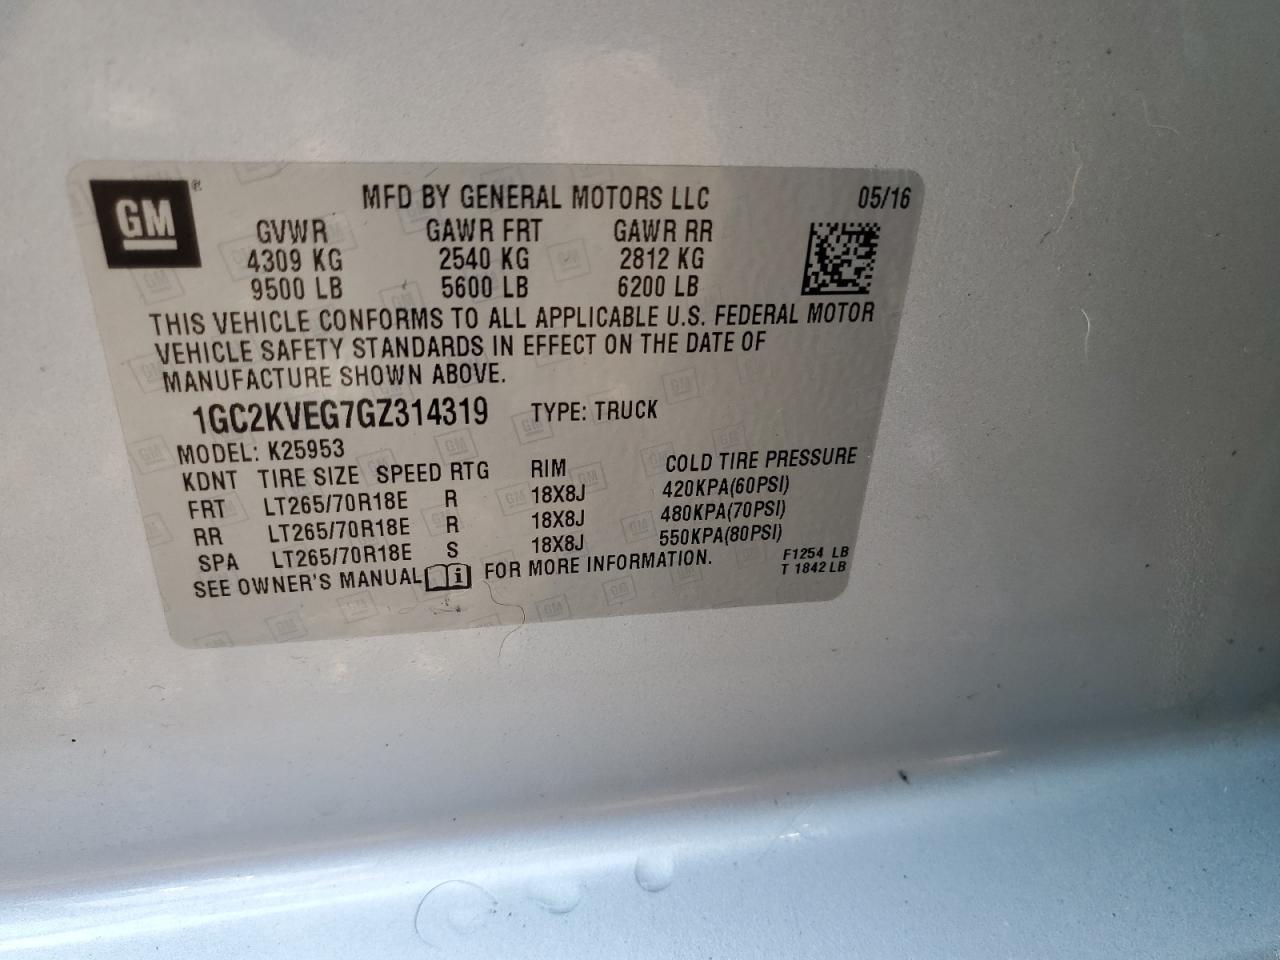 GM ® MFD BY GENERAL MOTORS LLC 05/16
GVWR GAWR FRT GAWR RR
4309 KG 2540 KG 2812 KG
9500 LB 5600 LB 6200 LB
THIS VEHICLE CONFORMS TO ALL APPLICABLE U.S. FEDERAL MOTOR
VEHICLE SAFETY STANDARDS IN EFFECT ON THE DATE OF
MANUFACTURE SHOWN ABOVE.
1GC2KVEG7GZ314319 TYPE: TRUCK
MODEL: K25953
KDNT TIRE SIZE SPEED RTG RIM COLD TIRE PRESSURE
FRT LT265/70R18E R 18X8J 420KPA(60PSI)
RR LT265/70R18E R 18X8J 480KPA(70PSI)
SPA LT265/70R18E S 18X8J 550KPA(80PSI)
SEE OWNER'S MANUAL i FOR MORE INFORMATION. F1254 LB
T 1842 LB